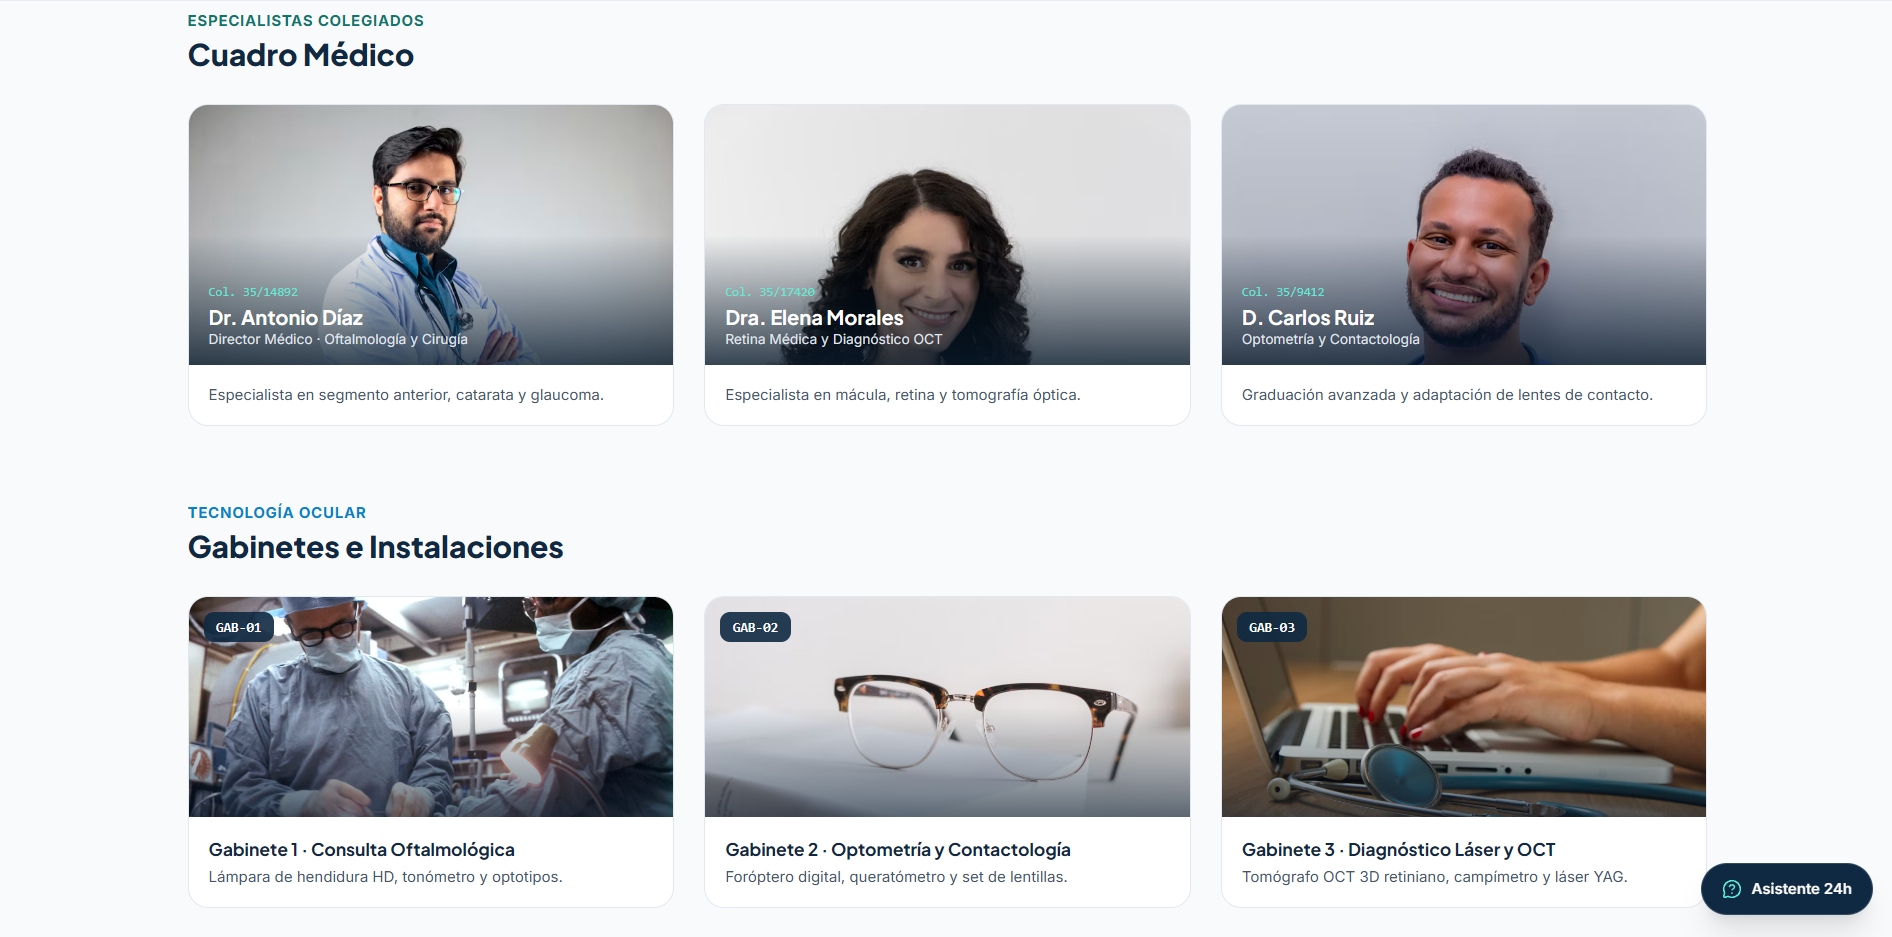 ESPECIALISTAS COLEGIADOS
Cuadro Médico
Col. 35/14892
Dr. Antonio Díaz
Director Médico · Oftalmología y Cirugía
Especialista en segmento anterior, catarata y glaucoma.
Col. 35/17420
Dra. Elena Morales
Retina Médica y Diagnóstico OCT
Especialista en mácula, retina y tomografía óptica.
Col. 35/9412
D. Carlos Ruiz
Optometría y Contactología
Graduación avanzada y adaptación de lentes de contacto.
TECNOLOGÍA OCULAR
Gabinetes e Instalaciones
GAB-01
Gabinete 1 · Consulta Oftalmológica
Lámpara de hendidura HD, tonómetro y optotipos.
GAB-02
Gabinete 2 · Optometría y Contactología
Foróptero digital, queratómetro y set de lentillas.
GAB-03
Gabinete 3 · Diagnóstico Láser y OCT
Tomógrafo OCT 3D retiniano, campímetro y láser YAG.
Asistente 24h